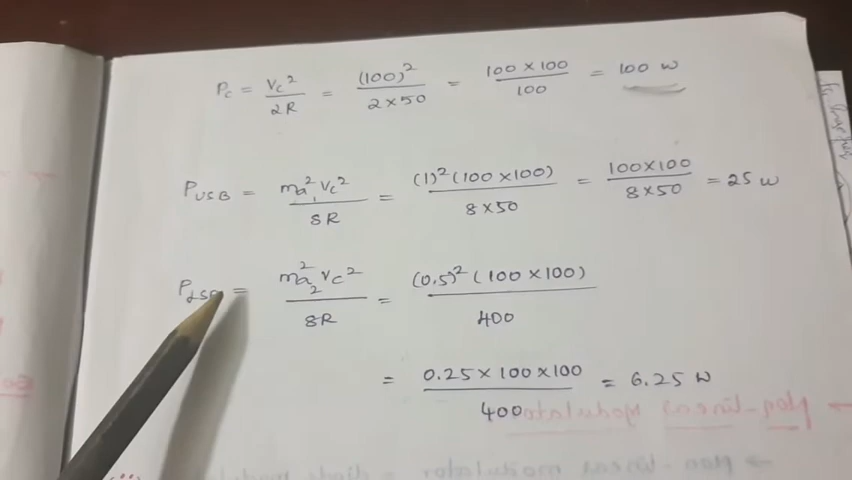 Pc = Vc² / 2R = (100)² / 2×50 = 100×100 / 100 = 100 W
PUSB = ma₁² Vc² / 8R = (1)² (100×100) / 8×50 = 100×100 / 8×50 = 25 W
PLSB = ma₂² Vc² / 8R = (0.5)² (100×100) / 400
= 0.25×100×100 / 400 = 6.25 W